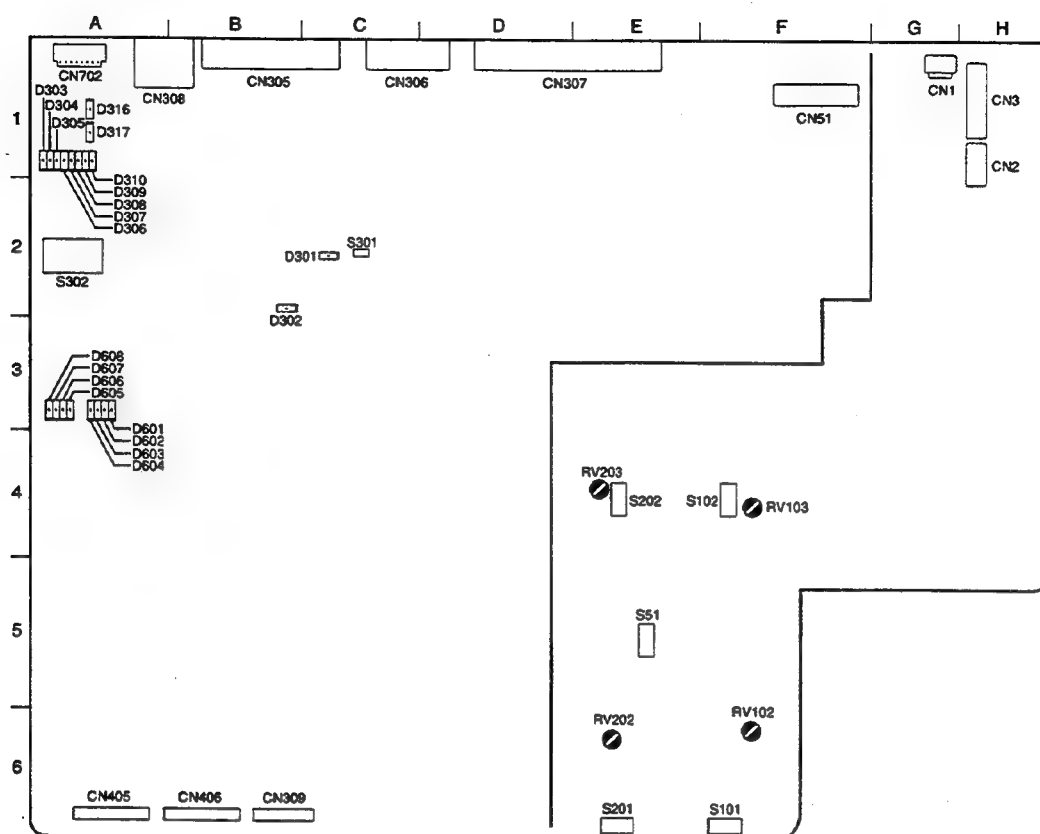 A B C D E F G H
CN702
CN308
CN305
CN306
CN307
CN51
CN1
CN3
CN2
1
D303
D304
D305
D316
D317
D310
D309
D308
D307
D306
2
S302
D301
S301
D302
3
D608
D607
D606
D605
D601
D602
D603
D604
4
RV203
S202
S102
RV103
5
S51
6
RV202
RV102
CN405
CN406
CN309
S201
S101